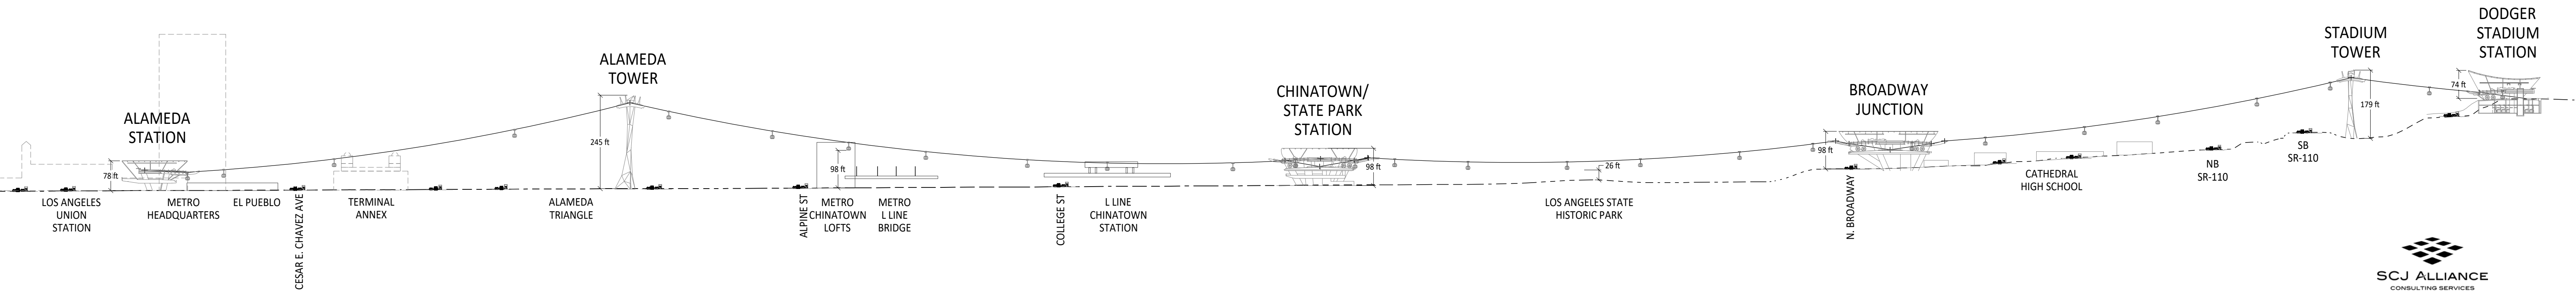 ALAMEDA
STATION
78 ft
LOS ANGELES
UNION
STATION
METRO
HEADQUARTERS
EL PUEBLO
CESAR E. CHAVEZ AVE
TERMINAL
ANNEX
ALAMEDA
TOWER
245 ft
ALAMEDA
TRIANGLE
ALPINE ST
98 ft
METRO
CHINATOWN
LOFTS
METRO
L LINE
BRIDGE
COLLEGE ST
L LINE
CHINATOWN
STATION
CHINATOWN/
STATE PARK
STATION
98 ft
26 ft
LOS ANGELES STATE
HISTORIC PARK
BROADWAY
JUNCTION
98 ft
N. BROADWAY
CATHEDRAL
HIGH SCHOOL
NB
SR-110
SB
SR-110
STADIUM
TOWER
179 ft
DODGER
STADIUM
STATION
74 ft
SCJ ALLIANCE
CONSULTING SERVICES